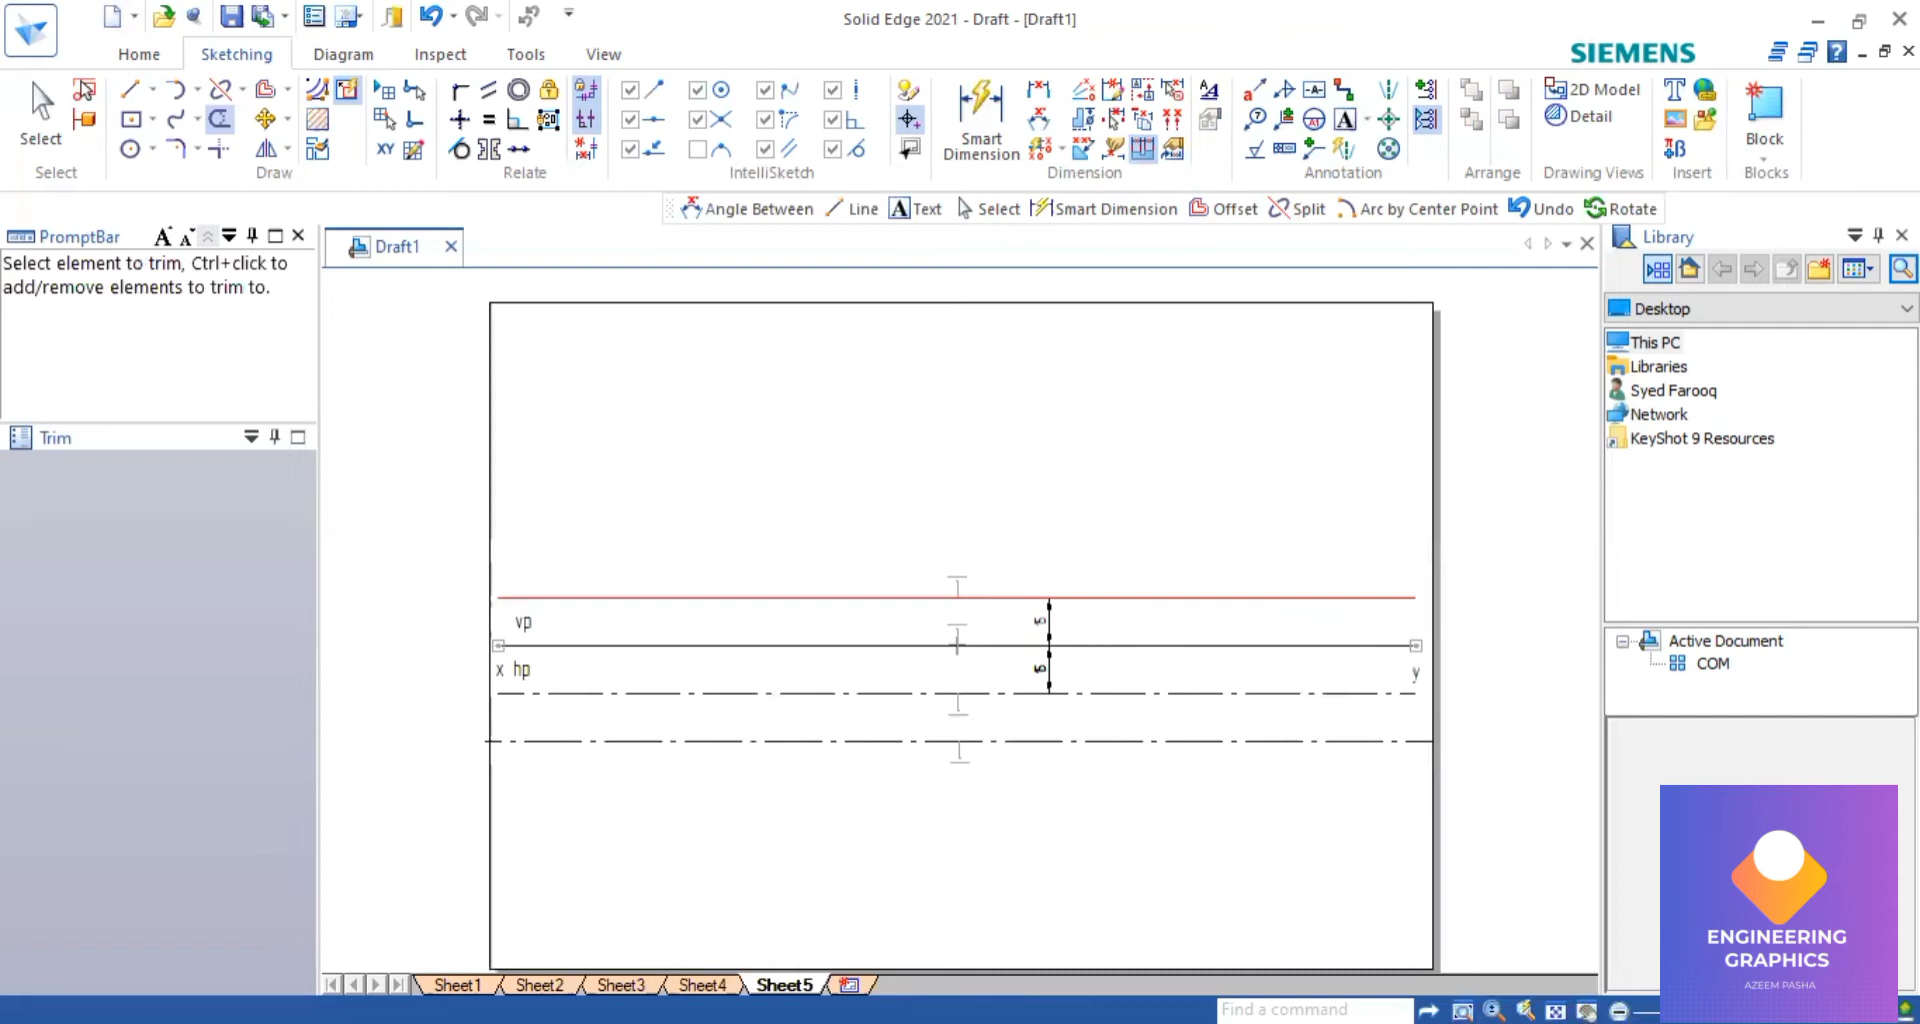 Solid Edge 2021 - Draft - [Draft1]
Home
Sketching
Diagram
Inspect
Tools
View
SIEMENS
Select
Select
Draw
XY
Relate
IntelliSketch
Smart
Dimension
Dimension
Annotation
Arrange
2D Model
Detail
Drawing Views
Insert
Block
Blocks
Angle Between
Line
Text
Select
Smart Dimension
Offset
Split
Arc by Center Point
Undo
Rotate
PromptBar
Select element to trim, Ctrl+click to
add/remove elements to trim to.
Trim
Draft1
vp
x hp
y
Library
Desktop
This PC
Libraries
Syed Farooq
Network
KeyShot 9 Resources
Active Document
COM
ENGINEERING
GRAPHICS
AZEEM PASHA
Sheet1
Sheet2
Sheet3
Sheet4
Sheet5
Find a command